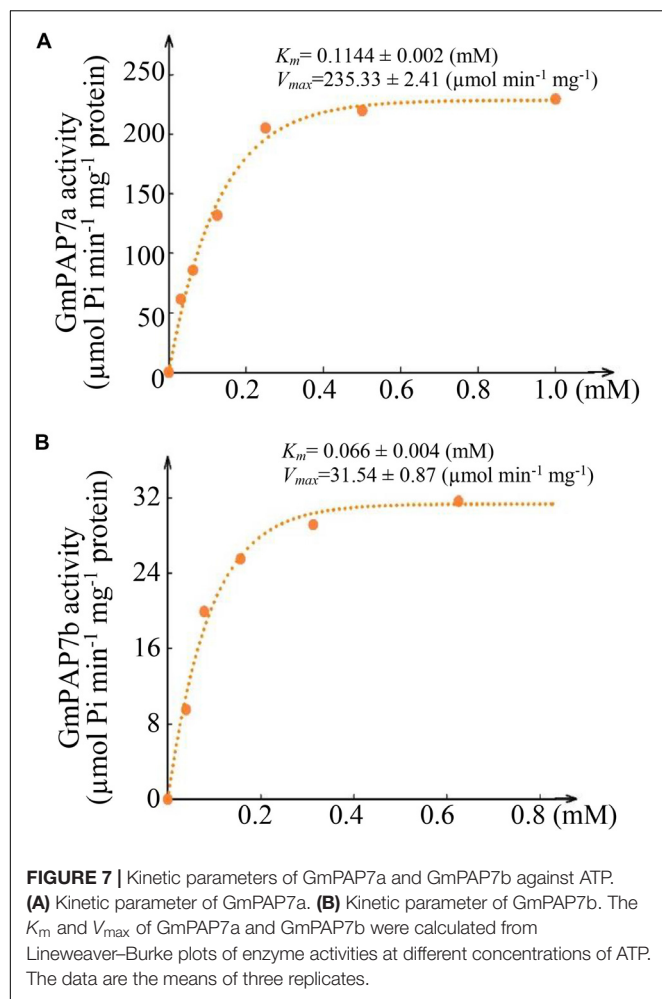 A
K_m= 0.1144 ± 0.002 (mM)
V_max=235.33 ± 2.41 (µmol min⁻¹ mg⁻¹)
GmPAP7a activity
(µmol Pi min⁻¹ mg⁻¹ protein)
250
200
150
100
50
0
0.2 0.4 0.6 0.8 1.0 (mM)
B
K_m= 0.066 ± 0.004 (mM)
V_max=31.54 ± 0.87 (µmol min⁻¹ mg⁻¹)
GmPAP7b activity
(µmol Pi min⁻¹ mg⁻¹ protein)
32
24
16
8
0
0.2 0.4 0.6 0.8 (mM)
FIGURE 7 | Kinetic parameters of GmPAP7a and GmPAP7b against ATP.
(A) Kinetic parameter of GmPAP7a. (B) Kinetic parameter of GmPAP7b. The
K_m and V_max of GmPAP7a and GmPAP7b were calculated from
Lineweaver–Burke plots of enzyme activities at different concentrations of ATP.
The data are the means of three replicates.